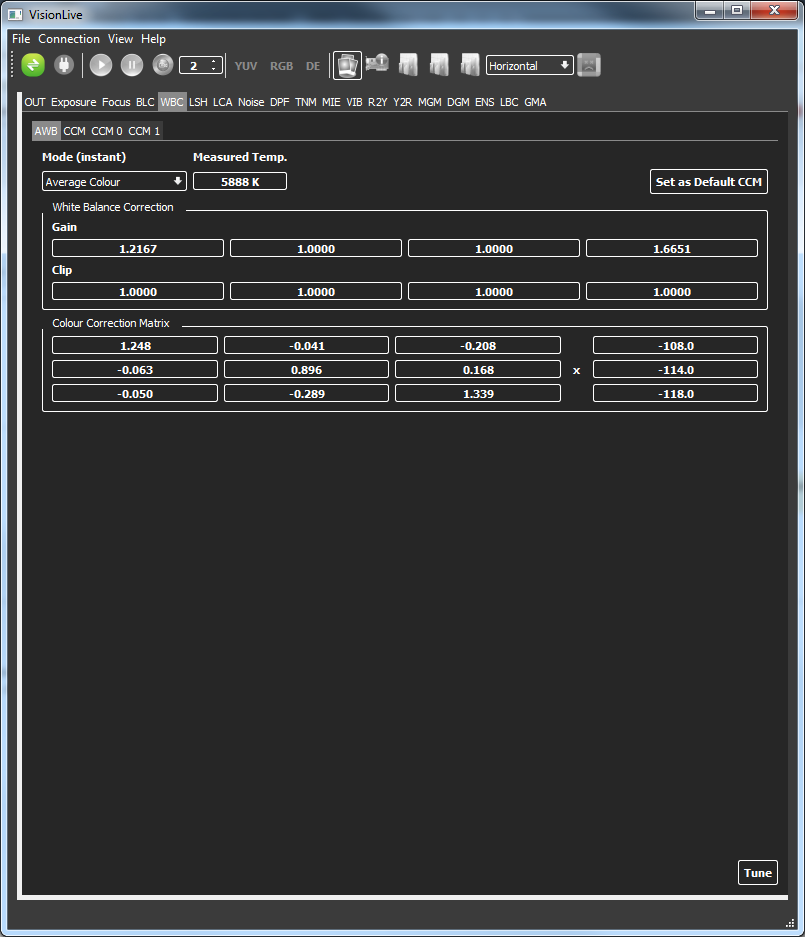 VisionLive
File Connection View Help
2 YUV RGB DE Horizontal
OUT Exposure Focus BLC WBC LSH LCA Noise DPF TNM MIE VIB R2Y Y2R MGM DGM ENS LBC GMA
AWB CCM CCM 0 CCM 1
Mode (instant) Measured Temp.
Average Colour 5888 K Set as Default CCM
White Balance Correction
Gain
1.2167 1.0000 1.0000 1.6651
Clip
1.0000 1.0000 1.0000 1.0000
Colour Correction Matrix
1.248 -0.041 -0.208 -108.0
-0.063 0.896 0.168 x -114.0
-0.050 -0.289 1.339 -118.0
Tune